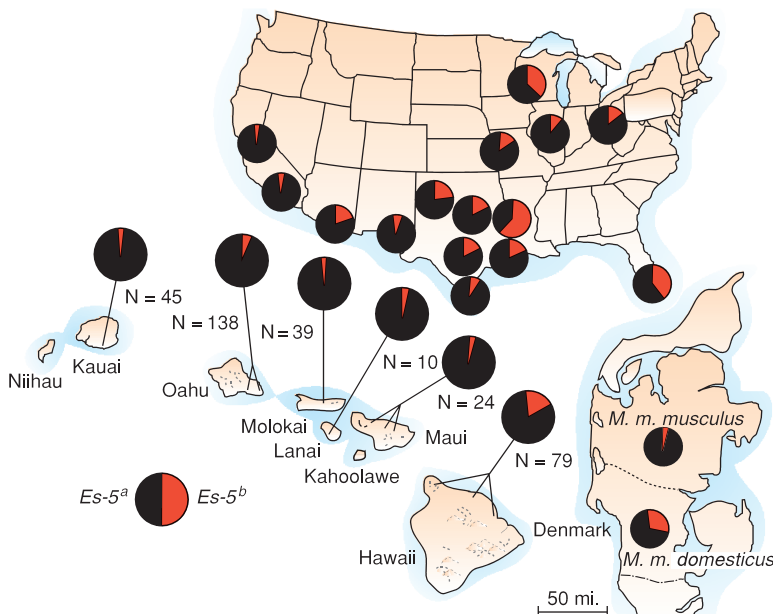 N = 45
N = 138
N = 39
N = 10
N = 24
N = 79
Niihau
Kauai
Oahu
Molokai
Lanai
Kahoolawe
Maui
Hawaii
Es-5a
Es-5b
M. m. musculus
Denmark
M. m. domesticus
50 mi.